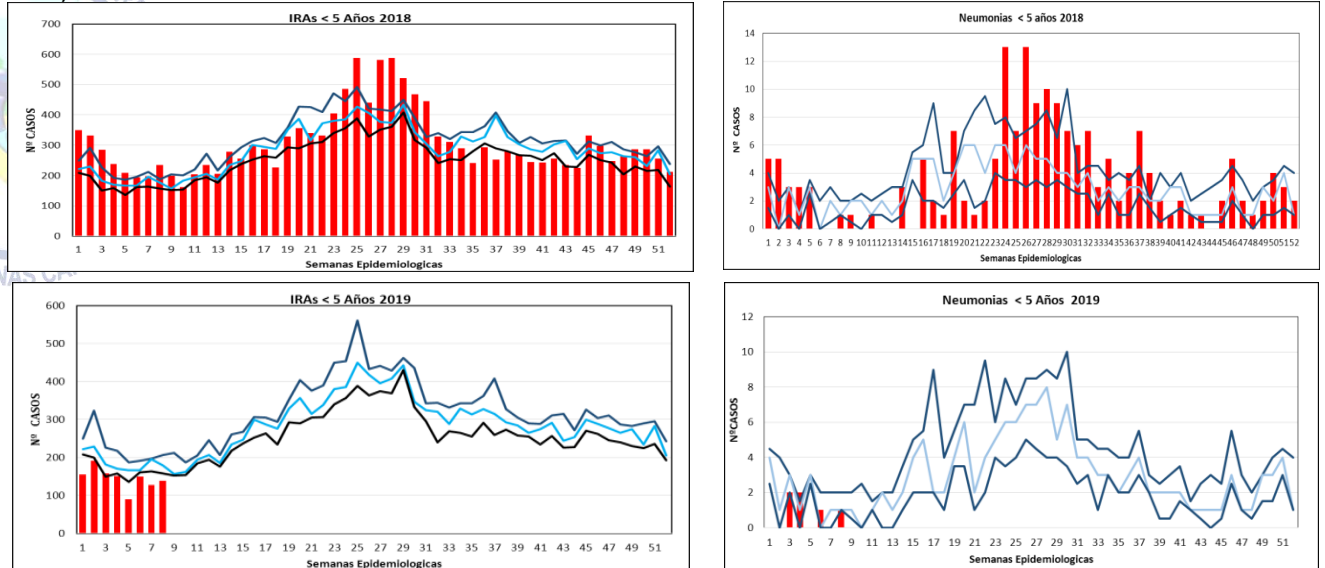 IRAs < 5 Años 2018
700
600
500
400
300
200
100
0
Nº CASOS
1 3 5 7 9 11 13 15 17 19 21 23 25 27 29 31 33 35 37 39 41 43 45 47 49 51
Semanas Epidemiologicas
Neumonias < 5 años 2018
14
12
10
8
6
4
2
0
Nº CASOS
1 2 3 4 5 6 7 8 9 10 11 12 13 14 15 16 17 18 19 20 21 22 23 24 25 26 27 28 29 30 31 32 33 34 35 36 37 38 39 40 41 42 43 44 45 46 47 48 49 50 51 52
Semanas Epidemiologicas
IRAs < 5 Años 2019
600
500
400
300
200
100
0
Nº CASOS
1 3 5 7 9 11 13 15 17 19 21 23 25 27 29 31 33 35 37 39 41 43 45 47 49 51
Semanas Epidemiologicas
Neumonias < 5 Años 2019
12
10
8
6
4
2
0
NºCASOS
1 3 5 7 9 11 13 15 17 19 21 23 25 27 29 31 33 35 37 39 41 43 45 47 49 51
Semanas Epidemiologicas